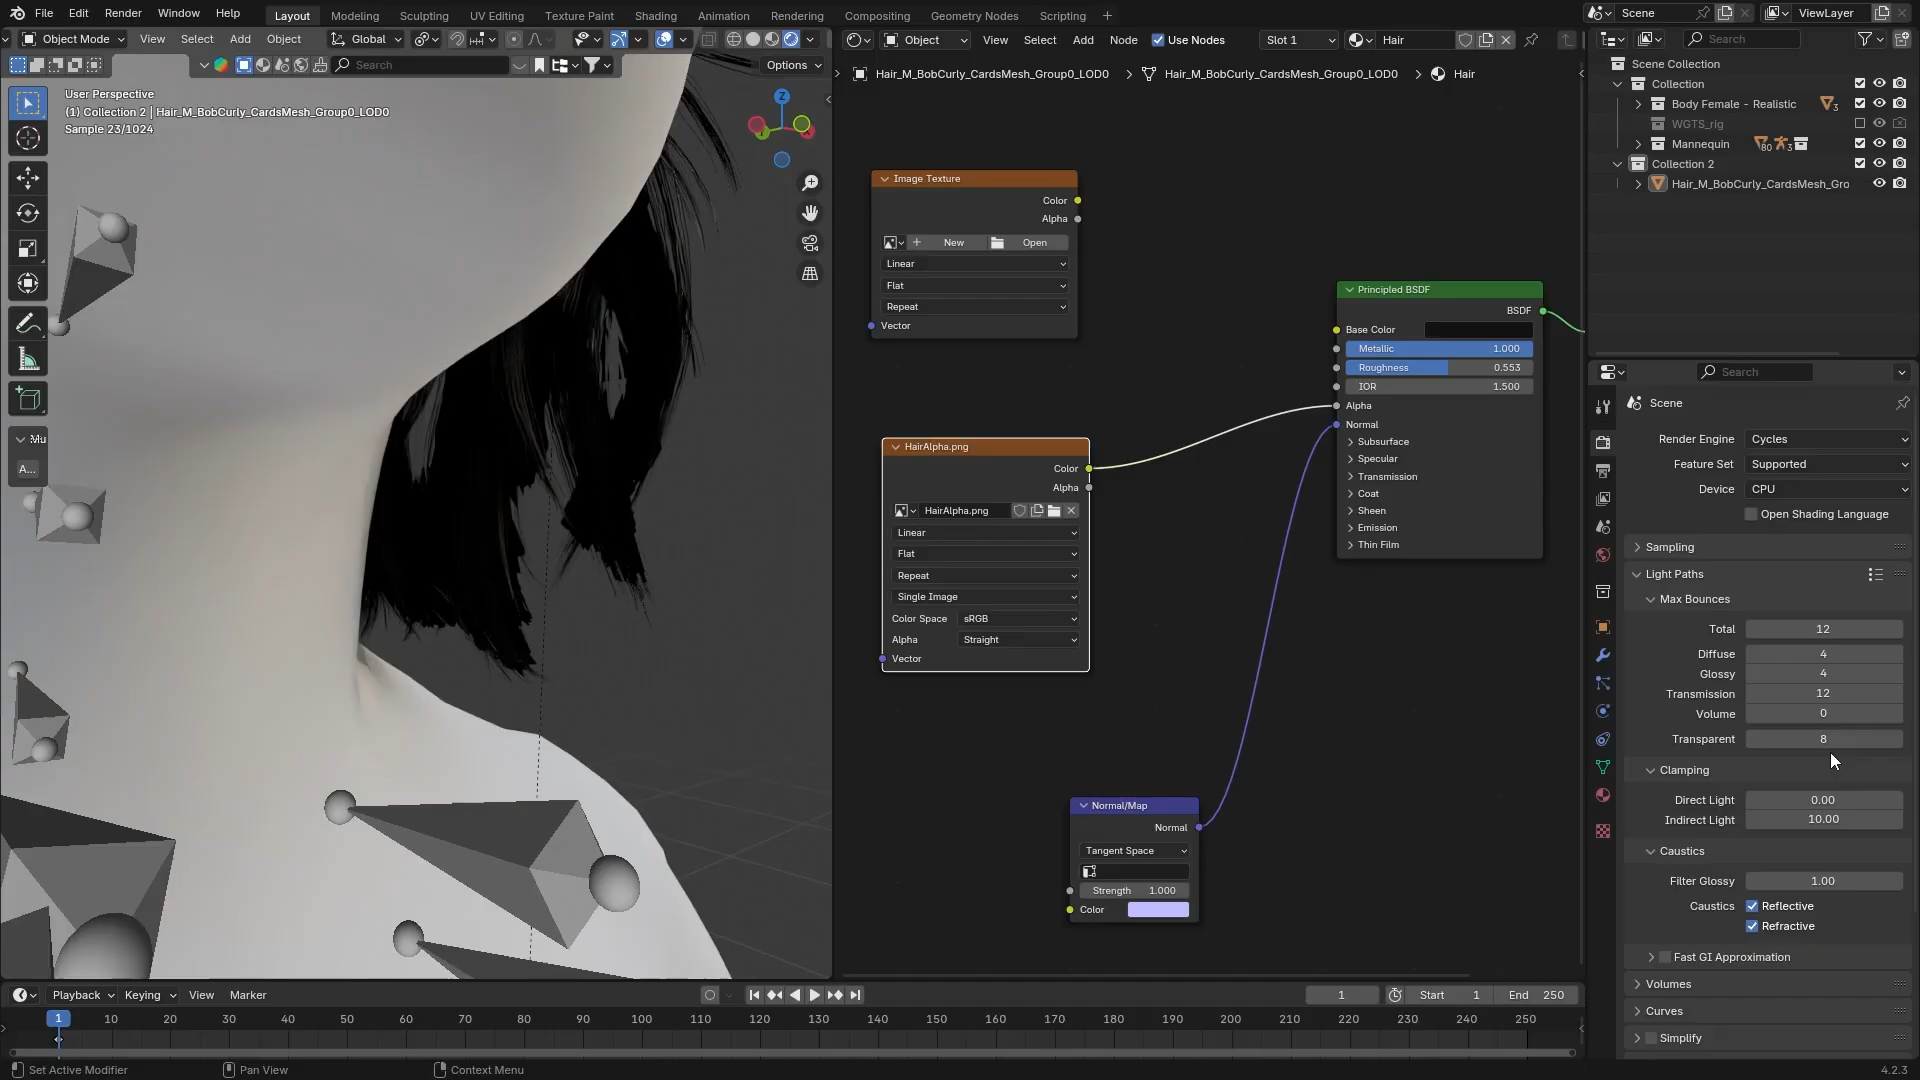 File Edit Render Window Help Layout Modeling Sculpting UV Editing Texture Paint Shading Animation Rendering Compositing Geometry Nodes Scripting + Scene ViewLayer
Object Mode View Select Add Object Global
Object View Select Add Node Use Nodes Slot 1 Hair
Search
Search Options
Hair_M_BobCurly_CardsMesh_Group0_LOD0 > Hair_M_BobCurly_CardsMesh_Group0_LOD0 > Hair
User Perspective
(1) Collection 2 | Hair_M_BobCurly_CardsMesh_Group0_LOD0
Sample 23/1024
Z
Mu
A...
Image Texture
Color
Alpha
+ New Open
Linear
Flat
Repeat
Vector
HairAlpha.png
Color
Alpha
HairAlpha.png
Linear
Flat
Repeat
Single Image
Color Space sRGB
Alpha Straight
Vector
Principled BSDF
BSDF
Base Color
Metallic 1.000
Roughness 0.553
IOR 1.500
Alpha
Normal
Subsurface
Specular
Transmission
Coat
Sheen
Emission
Thin Film
Normal/Map
Normal
Tangent Space
Strength 1.000
Color
Scene Collection
Collection
Body Female - Realistic 3
WGTS_rig
Mannequin 80 3
Collection 2
Hair_M_BobCurly_CardsMesh_Gro
Search
Scene
Render Engine Cycles
Feature Set Supported
Device CPU
Open Shading Language
Sampling
Light Paths
Max Bounces
Total 12
Diffuse 4
Glossy 4
Transmission 12
Volume 0
Transparent 8
Clamping
Direct Light 0.00
Indirect Light 10.00
Caustics
Filter Glossy 1.00
Caustics Reflective
Refractive
Fast GI Approximation
Volumes
Curves
Simplify
Playback Keying View Marker 1 Start 1 End 250
1 10 20 30 40 50 60 70 80 90 100 110 120 130 140 150 160 170 180 190 200 210 220 230 240 250
Set Active Modifier Pan View Context Menu 4.2.3